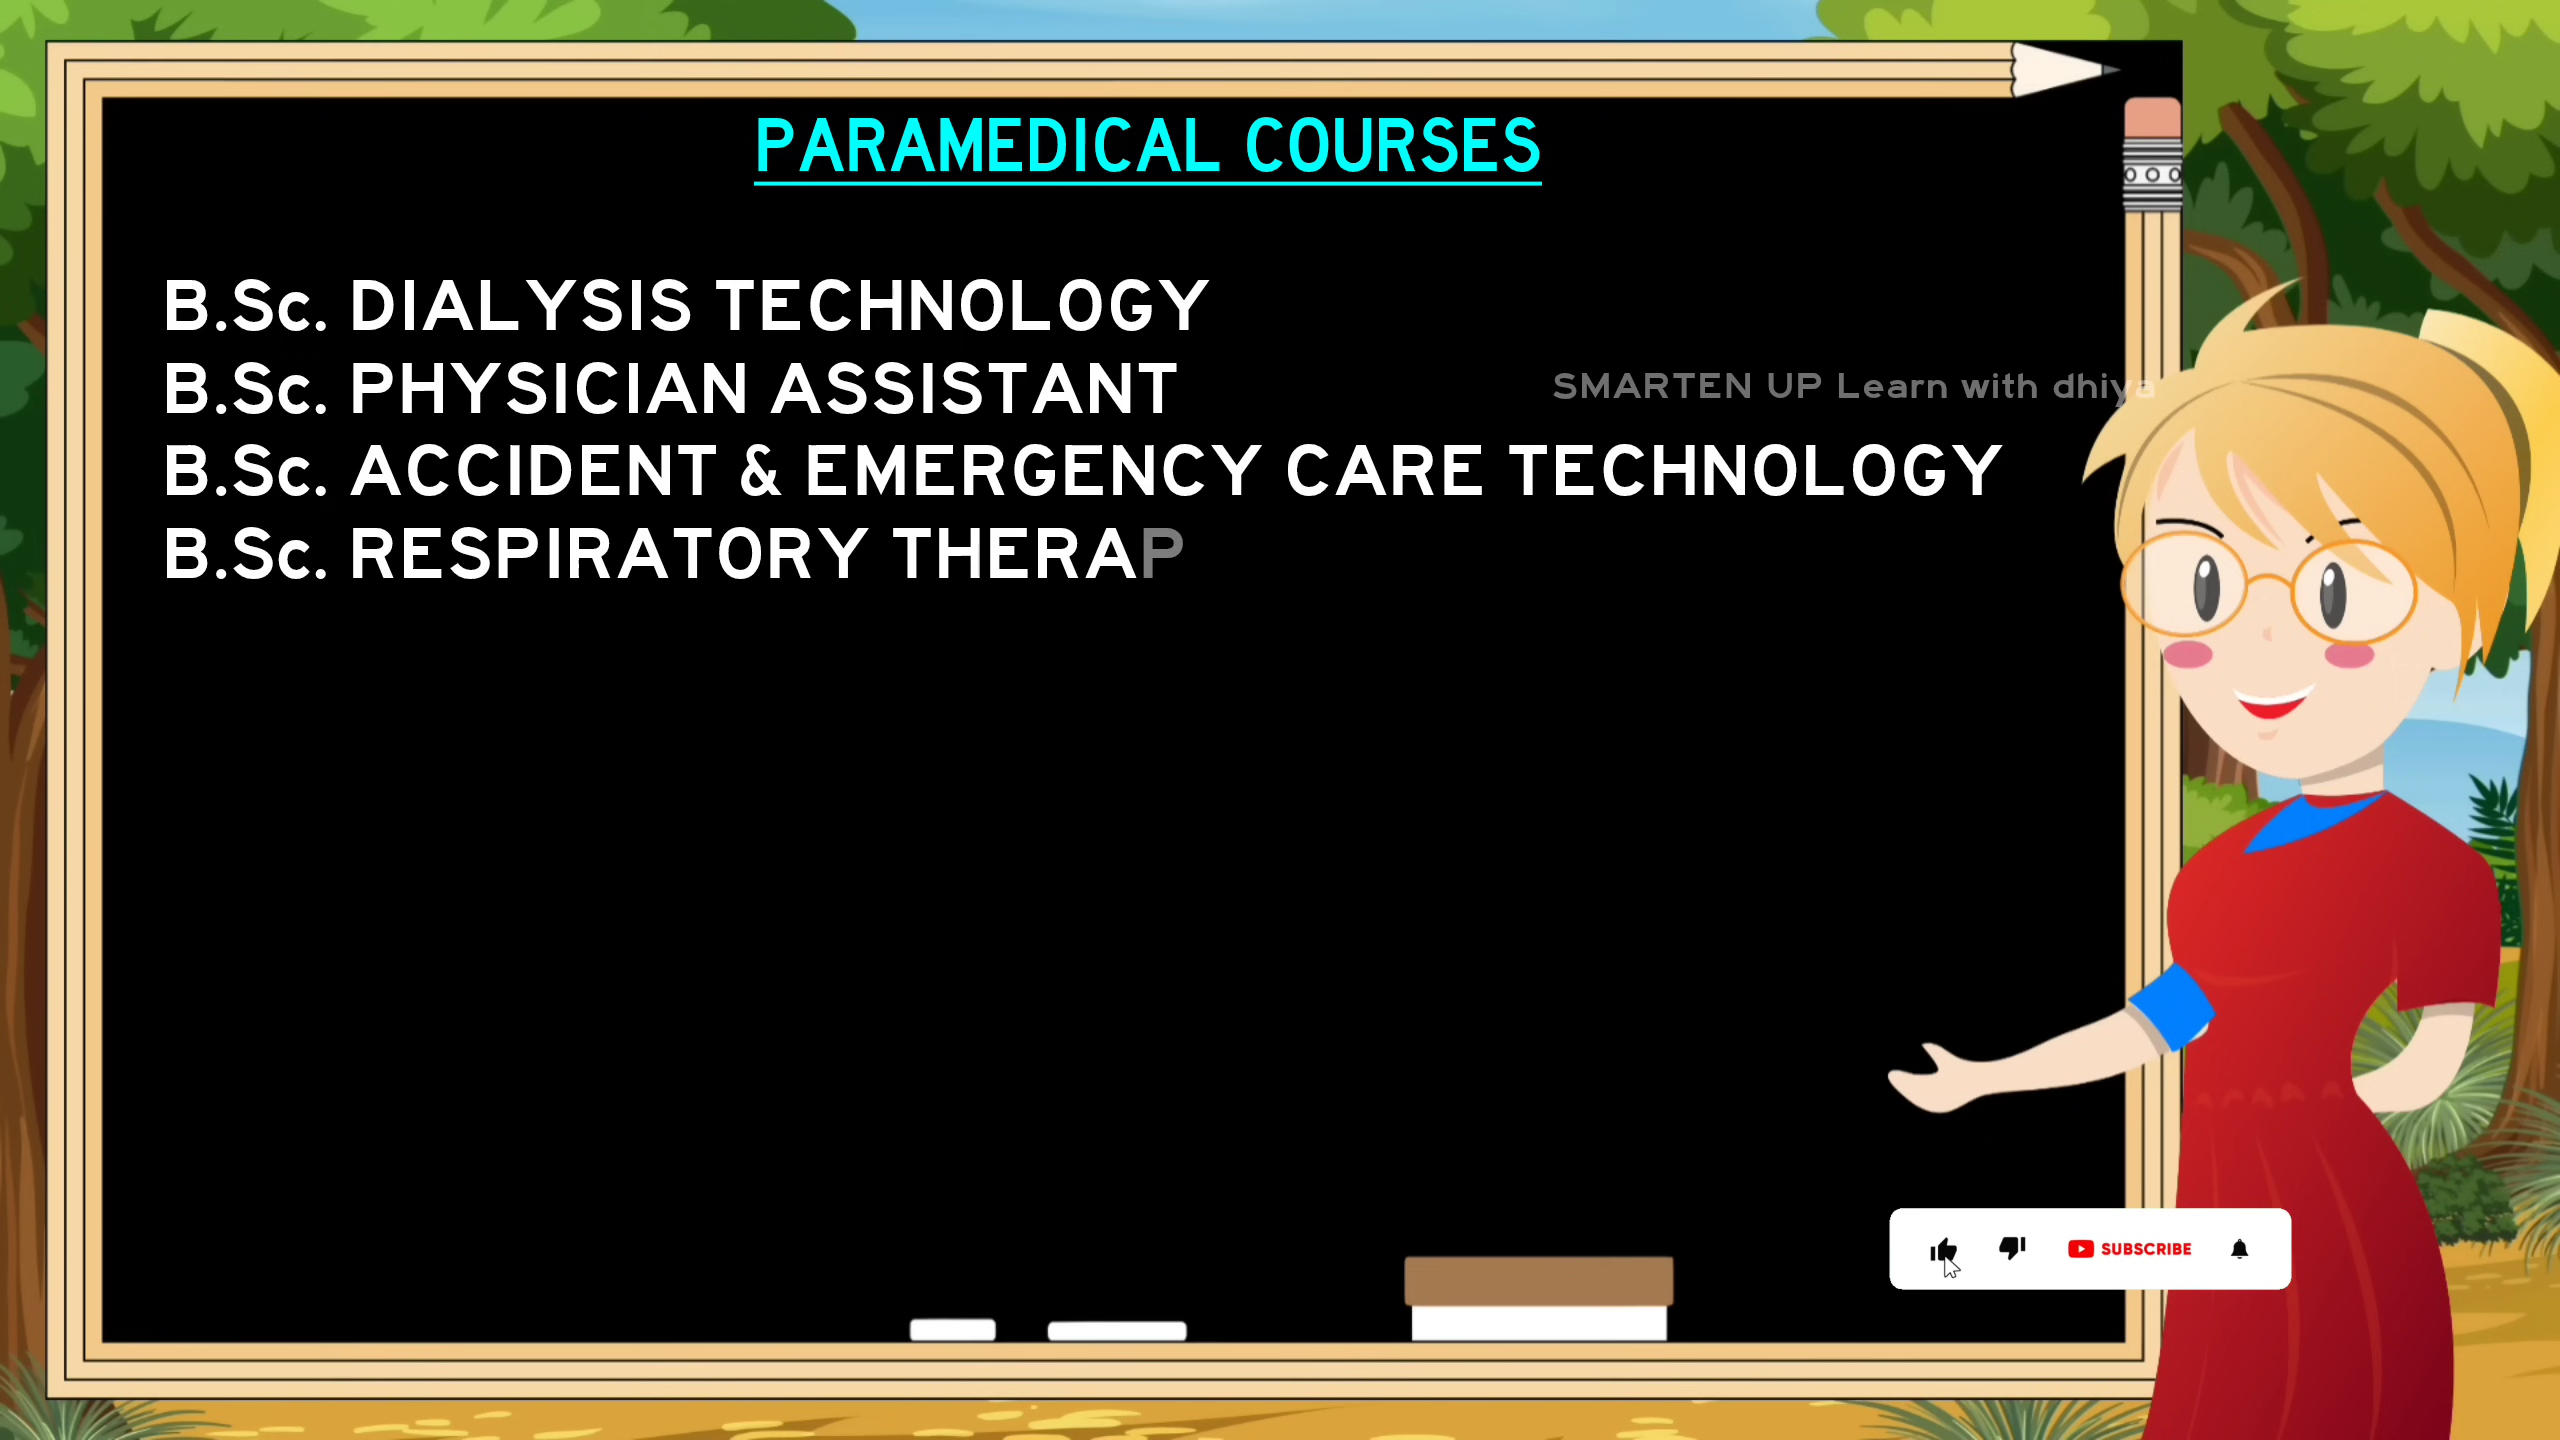 PARAMEDICAL COURSES
B.Sc. DIALYSIS TECHNOLOGY
B.Sc. PHYSICIAN ASSISTANT
SMARTEN UP Learn with dhiya
B.Sc. ACCIDENT & EMERGENCY CARE TECHNOLOGY
B.Sc. RESPIRATORY THERAP
SUBSCRIBE